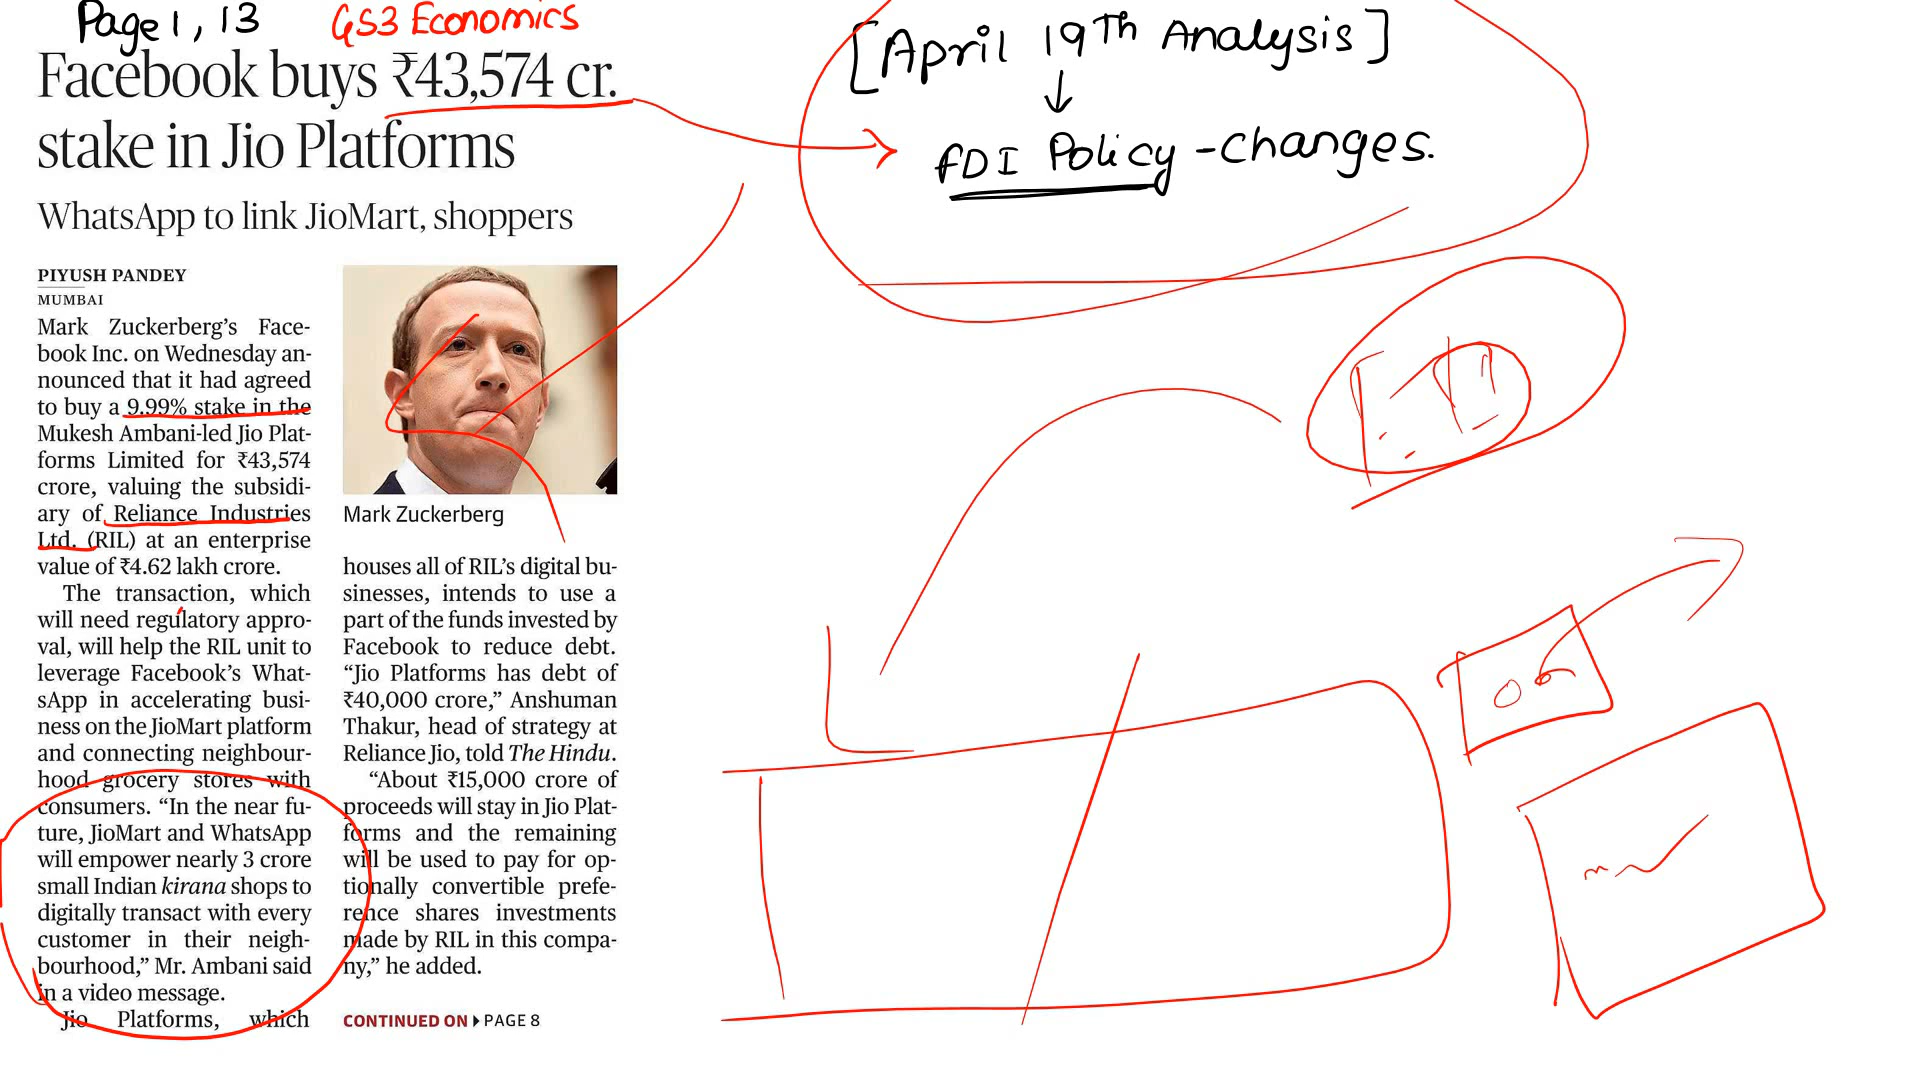 Page 1, 13 GS3 Economics
Facebook buys ₹43,574 cr.
stake in Jio Platforms
WhatsApp to link JioMart, shoppers
PIYUSH PANDEY
MUMBAI
Mark Zuckerberg’s Face-
book Inc. on Wednesday an-
nounced that it had agreed
to buy a 9.99% stake in the
Mukesh Ambani-led Jio Plat-
forms Limited for ₹43,574
crore, valuing the subsidi-
ary of Reliance Industries
Ltd. (RIL) at an enterprise
value of ₹4.62 lakh crore.
The transaction, which
will need regulatory appro-
val, will help the RIL unit to
leverage Facebook’s What-
sApp in accelerating busi-
ness on the JioMart platform
and connecting neighbour-
hood grocery stores with
consumers. “In the near fu-
ture, JioMart and WhatsApp
will empower nearly 3 crore
small Indian kirana shops to
digitally transact with every
customer in their neigh-
bourhood,” Mr. Ambani said
in a video message.
Jio Platforms, which
Mark Zuckerberg
houses all of RIL’s digital bu-
sinesses, intends to use a
part of the funds invested by
Facebook to reduce debt.
“Jio Platforms has debt of
₹40,000 crore,” Anshuman
Thakur, head of strategy at
Reliance Jio, told The Hindu.
“About ₹15,000 crore of
proceeds will stay in Jio Plat-
forms and the remaining
will be used to pay for op-
tionally convertible prefe-
rence shares investments
made by RIL in this compa-
ny,” he added.
CONTINUED ON PAGE 8
[April 19th Analysis]
FDI Policy - changes.